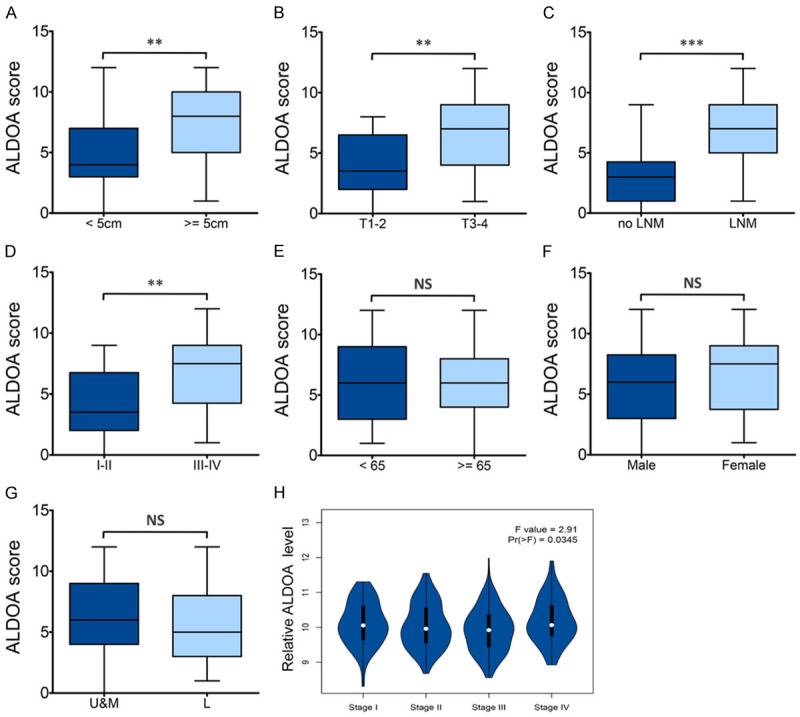 A
ALDOA score
15
10
5
0
**
< 5cm
>= 5cm
B
ALDOA score
15
10
5
0
**
T1-2
T3-4
C
ALDOA score
15
10
5
0
***
no LNM
LNM
D
ALDOA score
15
10
5
0
**
I-II
III-IV
E
ALDOA score
15
10
5
0
NS
< 65
>= 65
F
ALDOA score
15
10
5
0
NS
Male
Female
G
ALDOA score
15
10
5
0
NS
U&M
L
H
Relative ALDOA level
13
12
11
10
9
F value = 2.91
Pr(>F) = 0.0345
Stage I
Stage II
Stage III
Stage IV